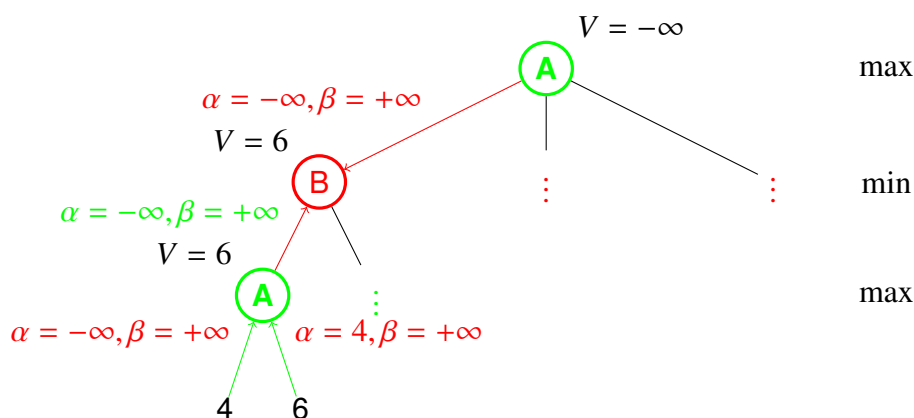 V = −∞
A
max
α = −∞, β = +∞
V = 6
B
⋮
⋮
min
α = −∞, β = +∞
V = 6
A
⋮
max
α = −∞, β = +∞
α = 4, β = +∞
4
6